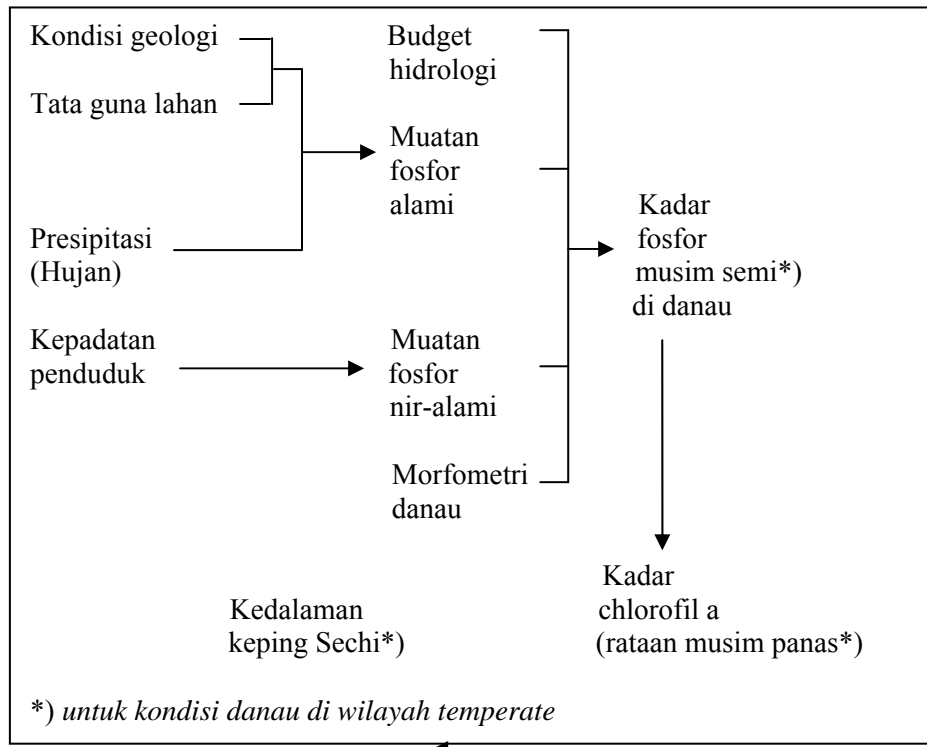 Kondisi geologi
Tata guna lahan
Presipitasi
(Hujan)
Kepadatan
penduduk
Budget
hidrologi
Muatan
fosfor
alami
Muatan
fosfor
nir-alami
Morfometri
danau
Kadar
fosfor
musim semi*)
di danau
Kadar
chlorofil a
(rataan musim panas*)
Kedalaman
keping Sechi*)
*) untuk kondisi danau di wilayah temperate